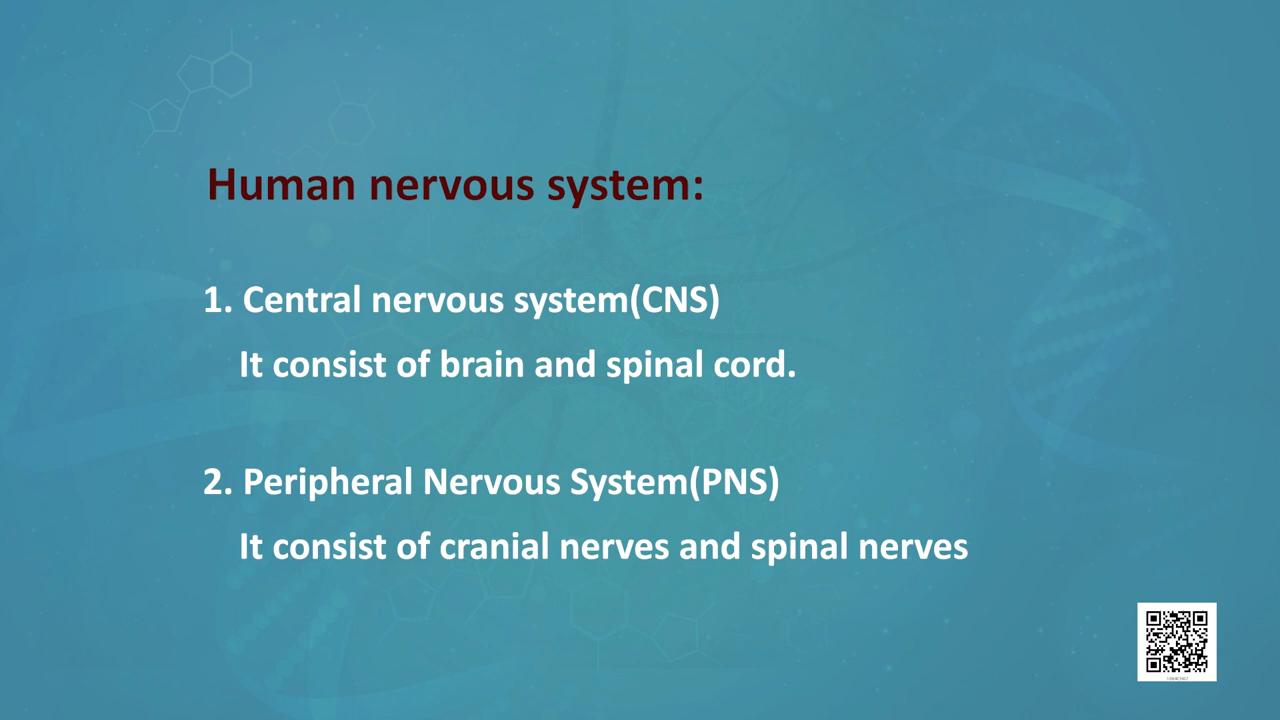 Human nervous system:
1. Central nervous system(CNS)
It consist of brain and spinal cord.
2. Peripheral Nervous System(PNS)
It consist of cranial nerves and spinal nerves